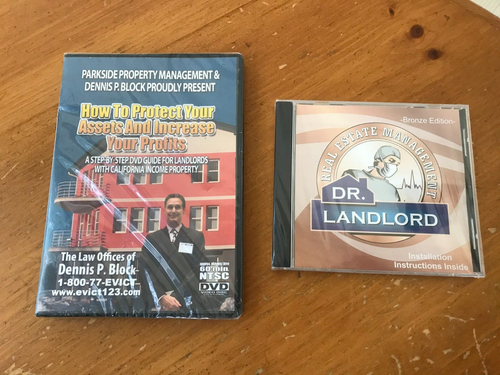 PARKSIDE PROPERTY MANAGEMENT &
DENNIS P. BLOCK PROUDLY PRESENT
How To Protect Your
Assets And Increase
Your Profits
A STEP-BY-STEP DVD GUIDE FOR LANDLORDS
WITH CALIFORNIA INCOME PROPERTY...
The Law Offices of
Dennis P. Block
1-800-77-EVICT
www.evict123.com
60 min
NTSC
DVD
-Bronze Edition-
REAL ESTATE MANAGEMENT
DR.
LANDLORD
Installation
Instructions Inside